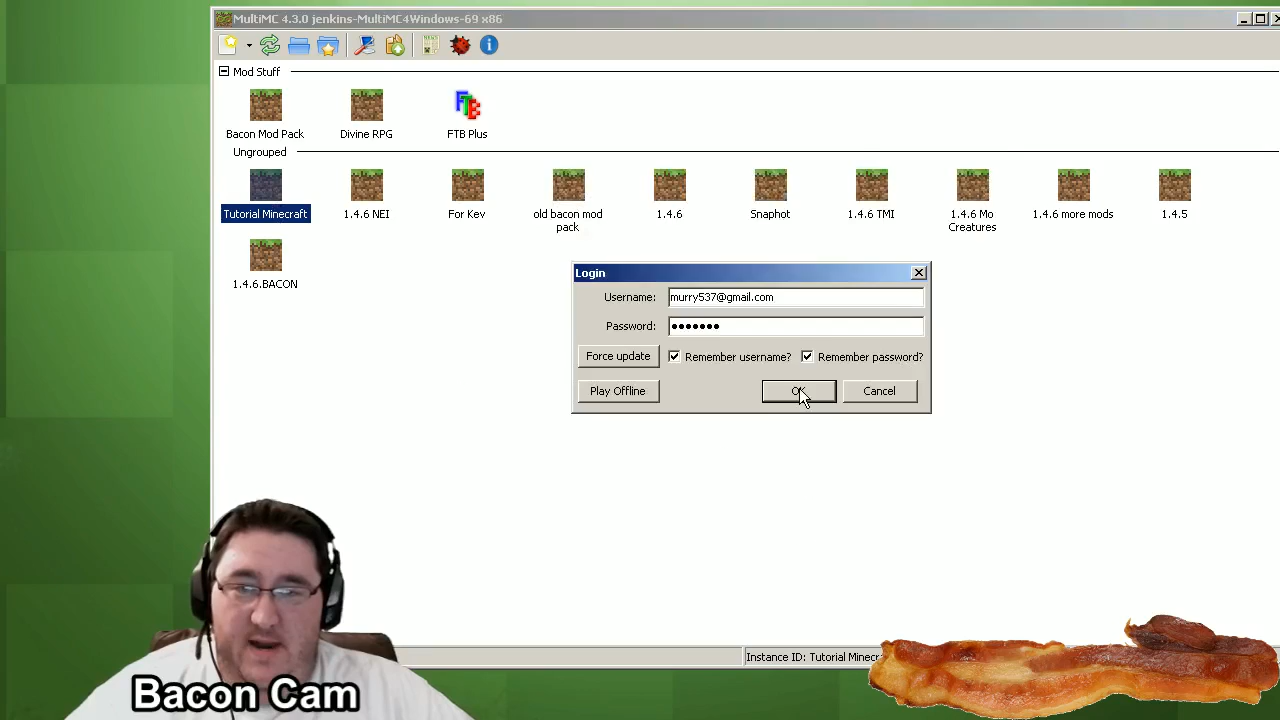 MultiMC 4.3.0 jenkins-MultiMC4Windows-69 x86
Mod Stuff
Bacon Mod Pack
Divine RPG
FTB
FTB Plus
Ungrouped
Tutorial Minecraft
1.4.6 NEI
For Kev
old bacon mod
pack
1.4.6
Snaphot
1.4.6 TMI
1.4.6 Mo
Creatures
1.4.6 more mods
1.4.5
1.4.6.BACON
Login
Username: murry537@gmail.com
Password: ●●●●●●●
Force update
Remember username?
Remember password?
Play Offline
OK
Cancel
Instance ID: Tutorial Minecr
Bacon Cam